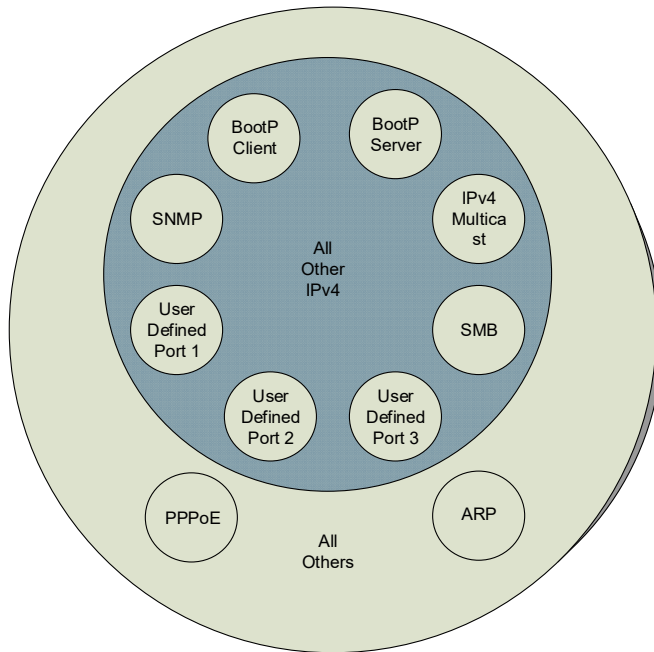 BootP
Client
BootP
Server
SNMP
IPv4
Multica
st
All
Other
IPv4
User
Defined
Port 1
SMB
User
Defined
Port 2
User
Defined
Port 3
PPPoE
ARP
All
Others